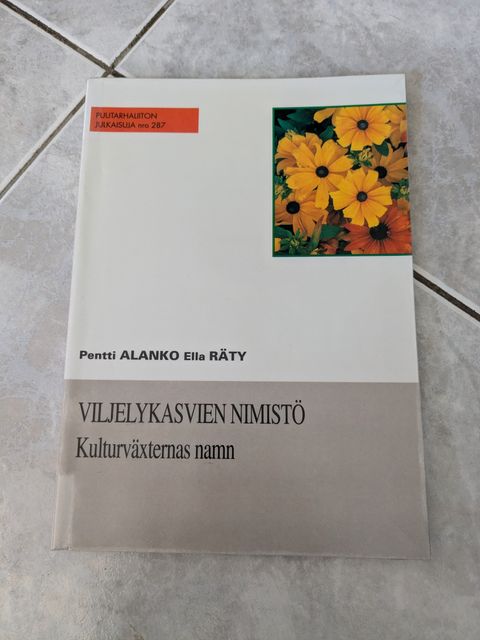 PUUTARHALIITON
JULKAISUJA nro 287
Pentti ALANKO Ella RÄTY
VILJELYKASVIEN NIMISTÖ
Kulturväxternas namn